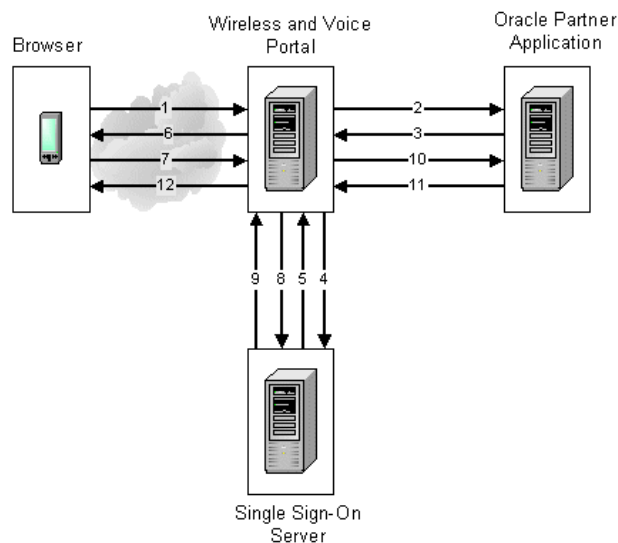 Wireless and Voice
Portal
Oracle Partner
Application
Browser
1
2
6
3
7
10
12
11
9
8
5
4
Single Sign-On
Server